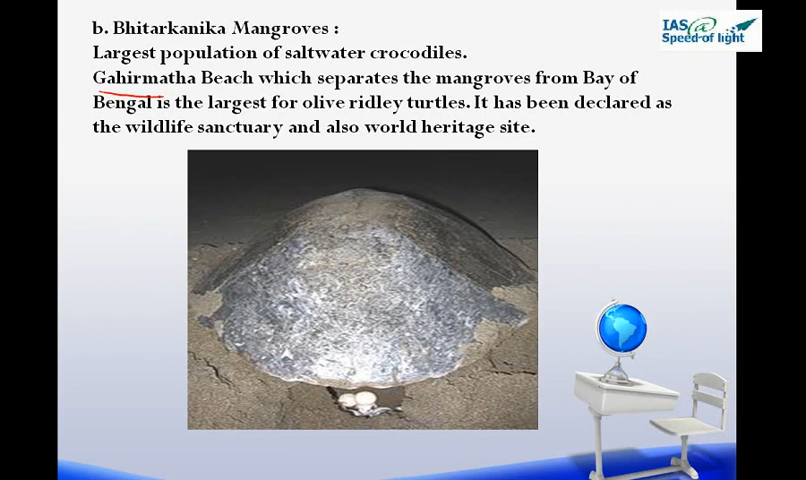 b. Bhitarkanika Mangroves :
Largest population of saltwater crocodiles.
Gahirmatha Beach which separates the mangroves from Bay of
Bengal is the largest for olive ridley turtles. It has been declared as
the wildlife sanctuary and also world heritage site.
IAS@
Speed of light